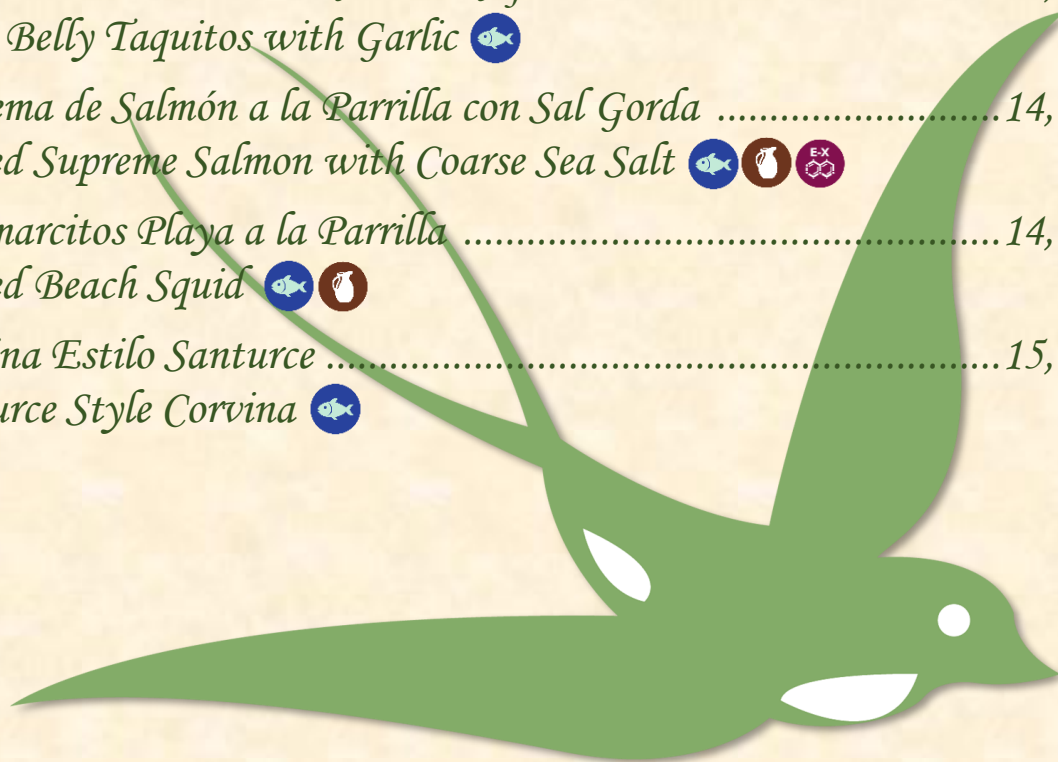 Belly Taquitos with Garlic
ema de Salmón a la Parrilla con Sal Gorda ........................ 14,
ed Supreme Salmon with Coarse Sea Salt E-X
marcitos Playa a la Parrilla .............................................. 14,
ed Beach Squid
ina Estilo Santurce ............................................................ 15,
urce Style Corvina